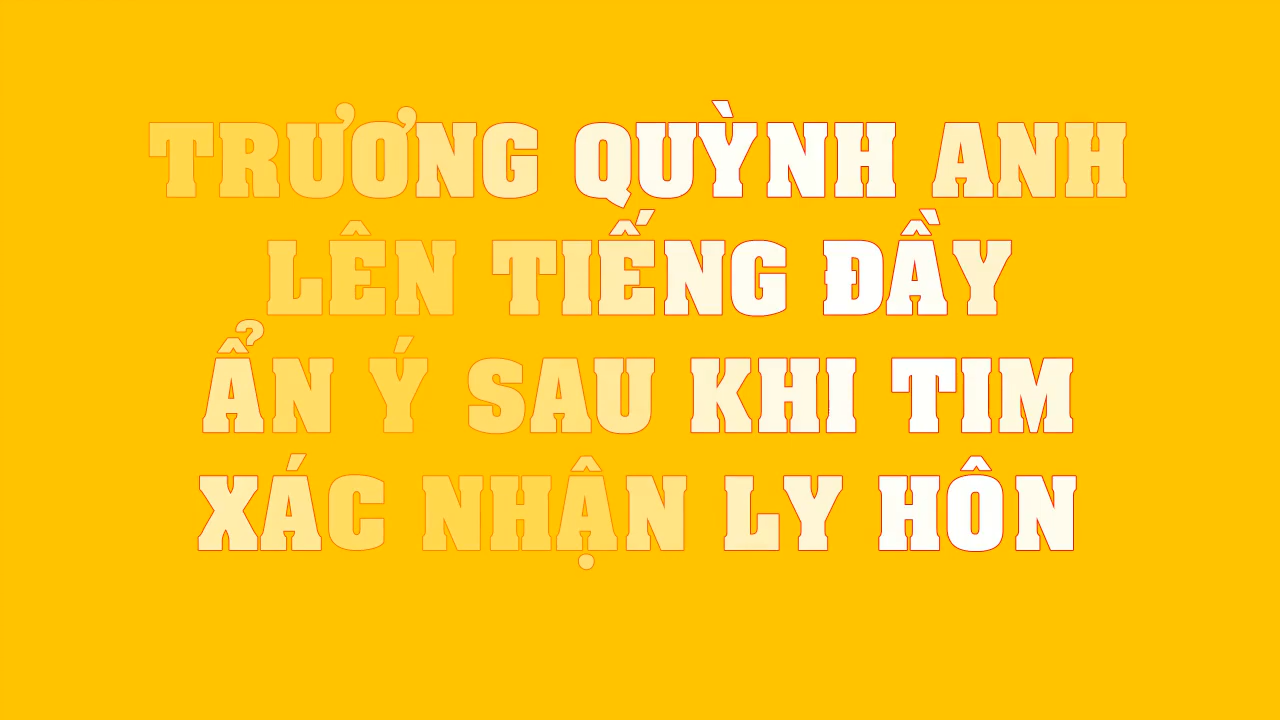 TRƯƠNG QUỲNH ANH
LÊN TIẾNG ĐẦY
ẨN Ý SAU KHI TIM
XÁC NHẬN LY HÔN